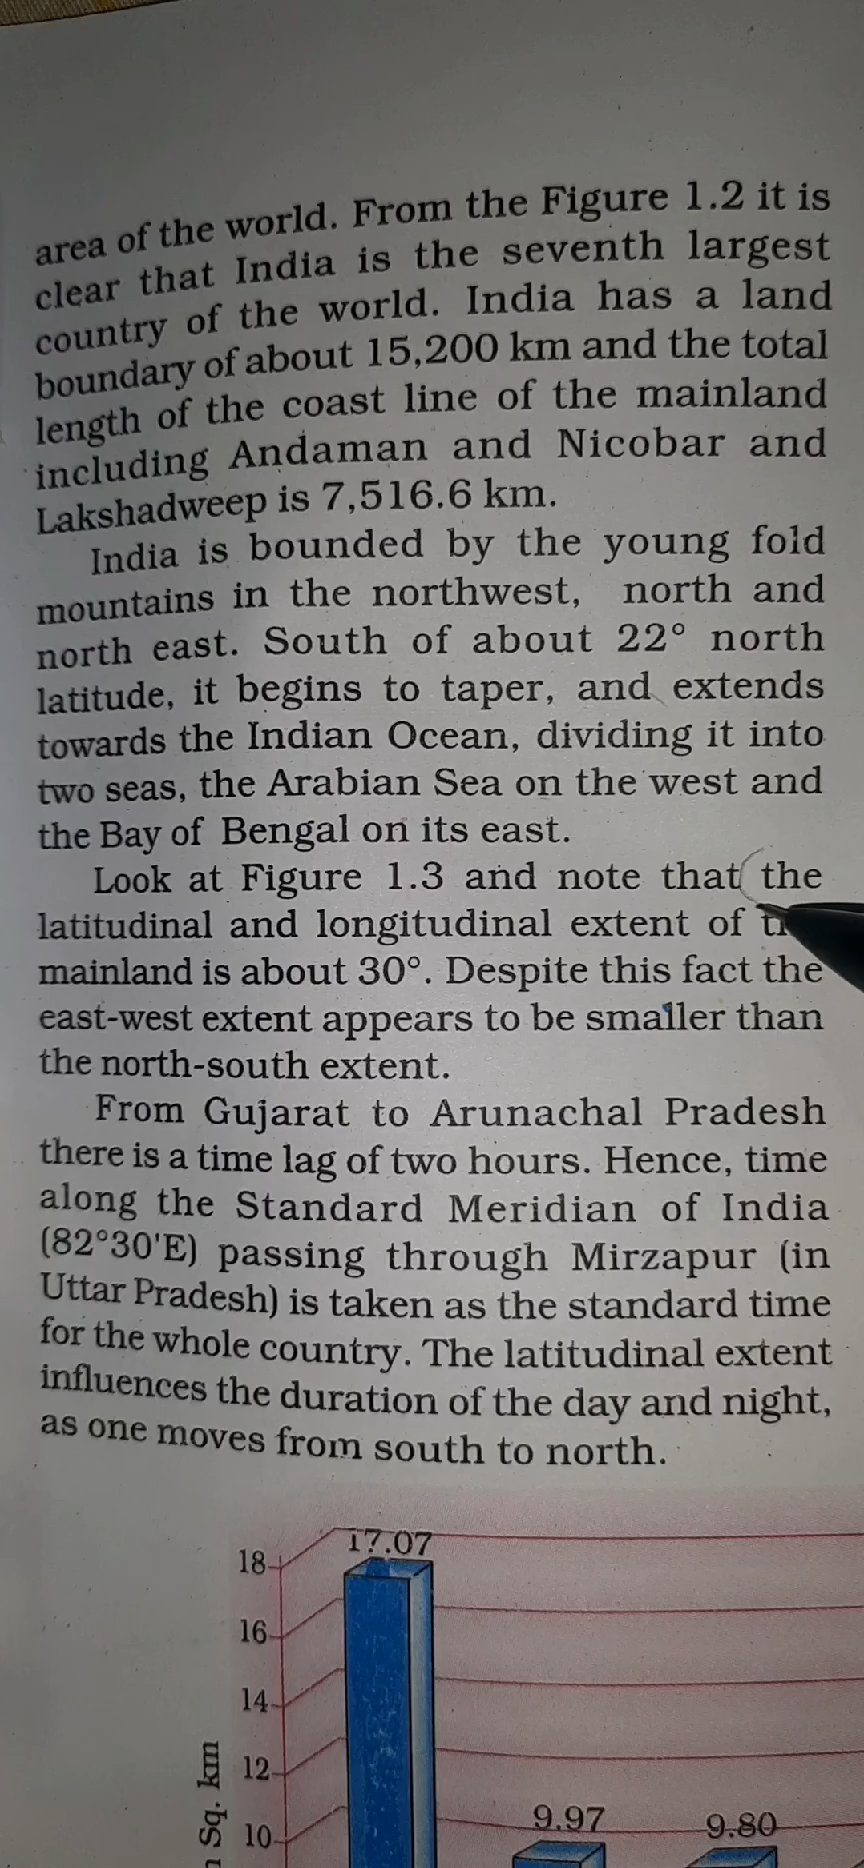 area of the world. From the Figure 1.2 it is
clear that India is the seventh largest
country of the world. India has a land
boundary of about 15,200 km and the total
length of the coast line of the mainland
including Andaman and Nicobar and
Lakshadweep is 7,516.6 km.
India is bounded by the young fold
mountains in the northwest, north and
north east. South of about 22° north
latitude, it begins to taper, and extends
towards the Indian Ocean, dividing it into
two seas, the Arabian Sea on the west and
the Bay of Bengal on its east.
Look at Figure 1.3 and note that the
latitudinal and longitudinal extent of
mainland is about 30°. Despite this fact the
east-west extent appears to be smaller than
the north-south extent.
From Gujarat to Arunachal Pradesh
there is a time lag of two hours. Hence, time
along the Standard Meridian of India
(82°30'E) passing through Mirzapur (in
Uttar Pradesh) is taken as the standard time
for the whole country. The latitudinal extent
influences the duration of the day and night,
as one moves from south to north.
17.07
18
16
14
12
9.97
9.80
10
Sq. km